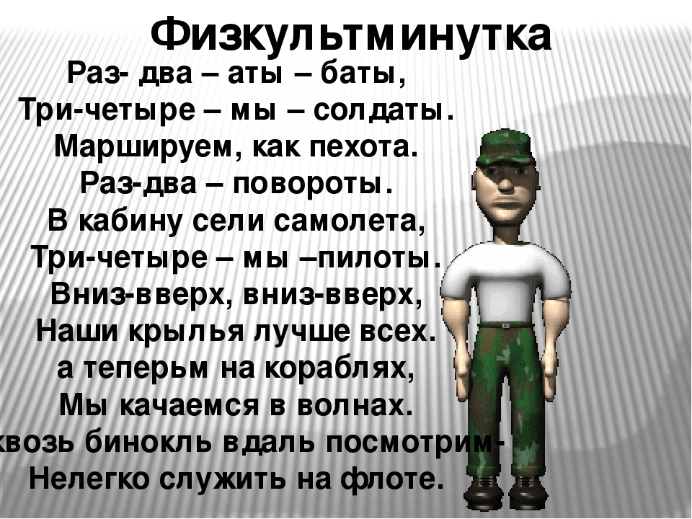 Физкультминутка
Раз- два – аты – баты,
Три-четыре – мы – солдаты.
Маршируем, как пехота.
Раз-два – повороты.
В кабину сели самолета,
Три-четыре – мы –пилоты.
Вниз-вверх, вниз-вверх,
Наши крылья лучше всех.
а теперьм на кораблях,
Мы качаемся в волнах.
квозь бинокль вдаль посмотрим-
Нелегко служить на флоте.